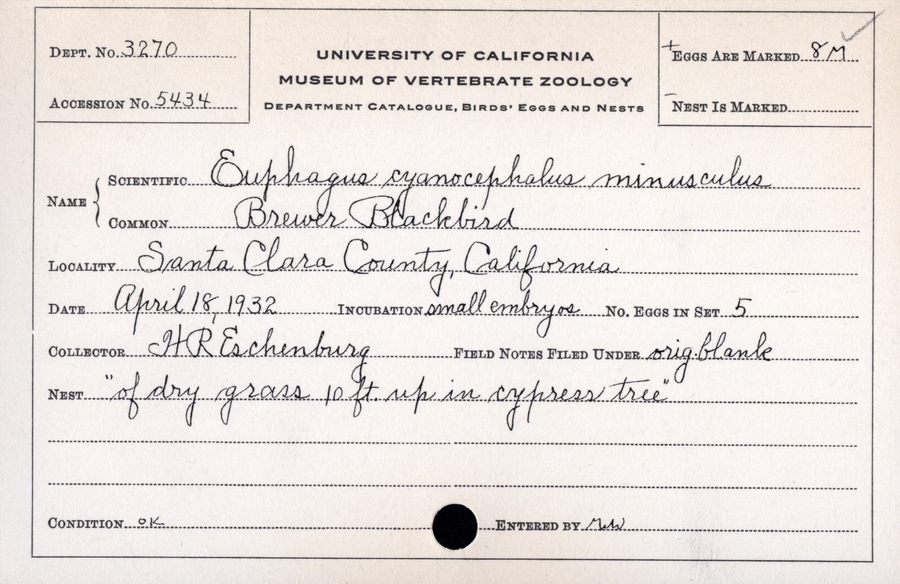 DEPT. NO. 3270
ACCESSION NO. 5434
UNIVERSITY OF CALIFORNIA
MUSEUM OF VERTEBRATE ZOOLOGY
DEPARTMENT CATALOGUE, BIRDS' EGGS AND NESTS
+ EGGS ARE MARKED 8M
- NEST IS MARKED
NAME
SCIENTIFIC Euphagus cyanocephalus minusculus
COMMON Brewer Blackbird
LOCALITY Santa Clara County, California
DATE April 18, 1932 INCUBATION small embryos NO. EGGS IN SET 5
COLLECTOR H R Eschenburg FIELD NOTES FILED UNDER orig. blank
NEST "of dry grass 10 ft. up in cypress tree"
CONDITION OK ENTERED BY